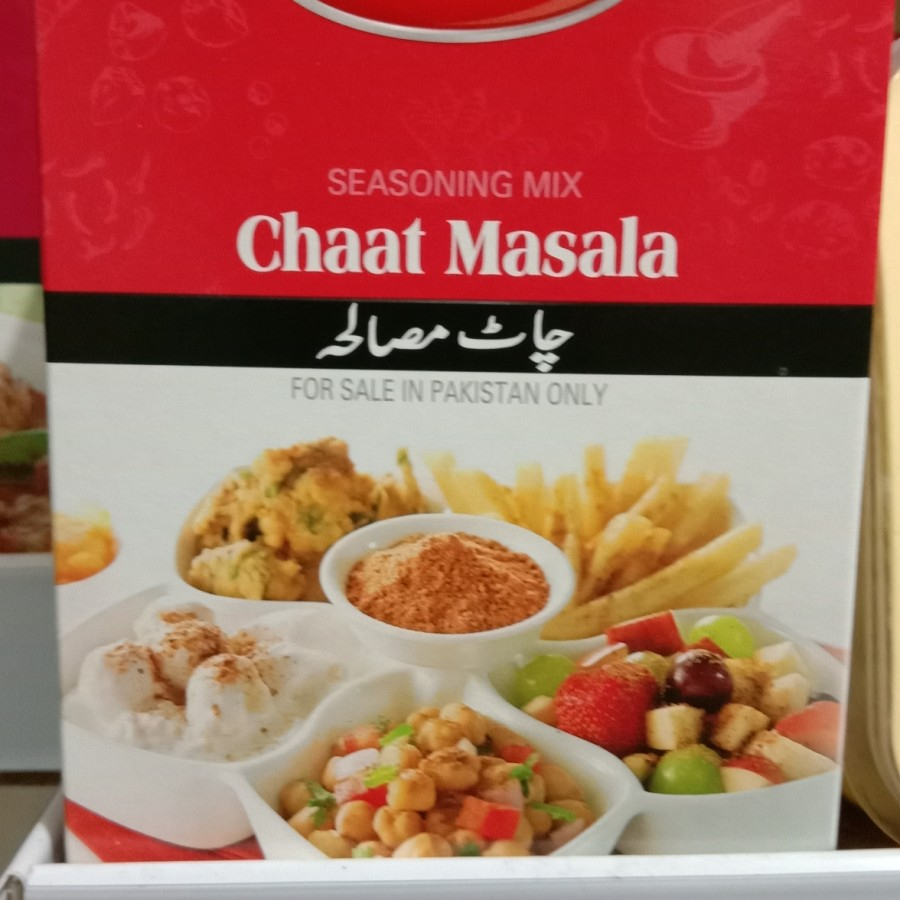 SEASONING MIX
Chaat Masala
چاٹ مصالحہ
FOR SALE IN PAKISTAN ONLY